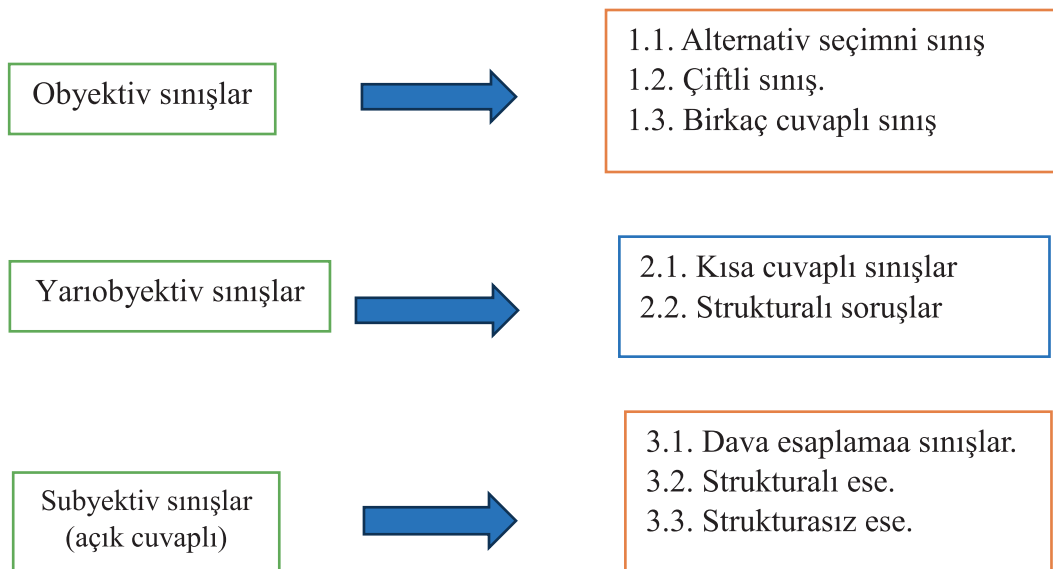 Obyektiv sınışlar
1.1. Alternativ seçimni sınış
1.2. Çiftli sınış.
1.3. Birkaç cuvaplı sınış
Yarıobyektiv sınışlar
2.1. Kısa cuvaplı sınışlar
2.2. Strukturalı soruşlar
Subyektiv sınışlar
(açık cuvaplı)
3.1. Dava esaplamaa sınışlar.
3.2. Strukturalı ese.
3.3. Strukturasız ese.